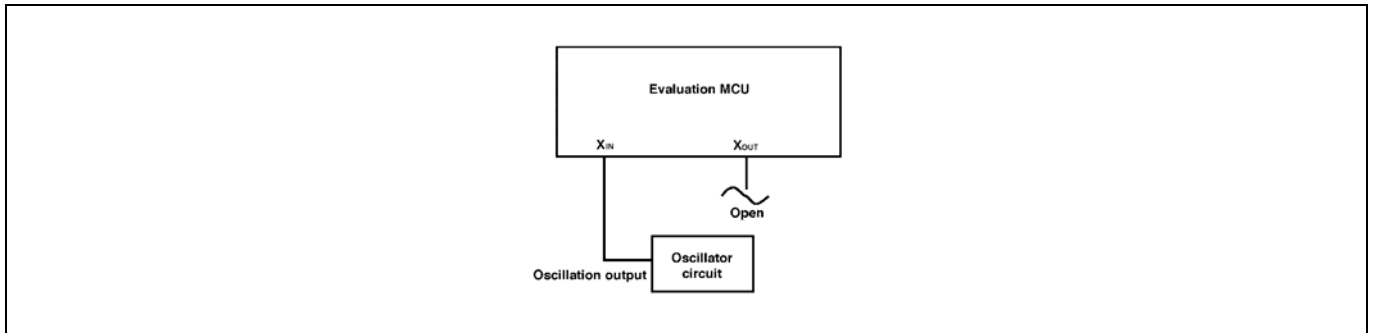 Evaluation MCU
XIN XOUT
Open
Oscillator
circuit
Oscillation output